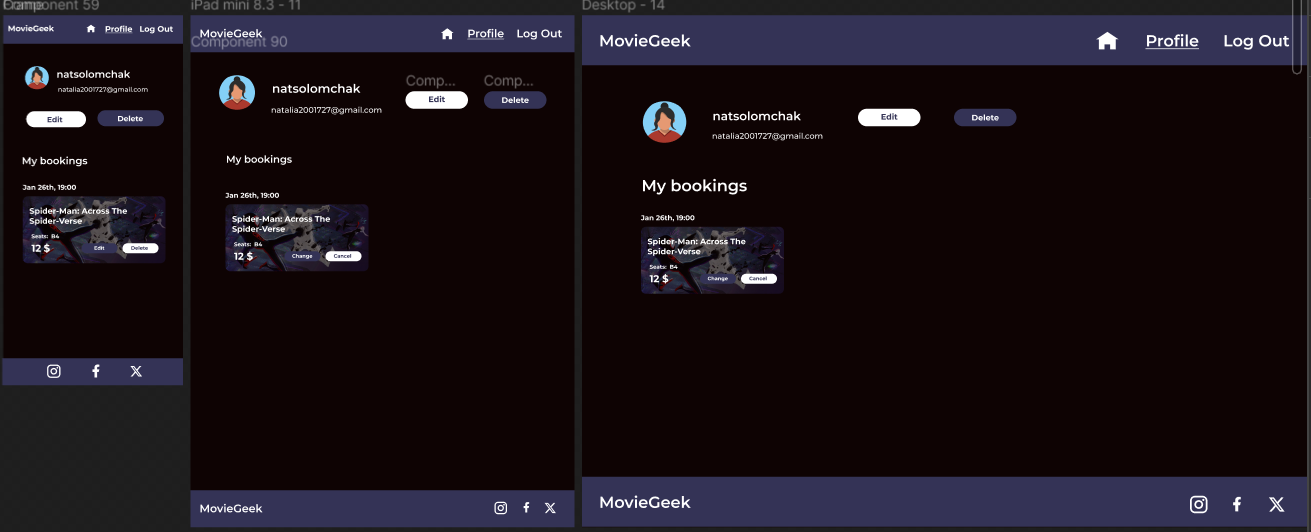 Component 59
MovieGeek
Profile
Log Out
natsolomchak
natalia2001727@gmail.com
Edit
Delete
My bookings
Jan 26th, 19:00
Spider-Man: Across The
Spider-Verse
Seats: B4
12 $
Edit
Delete
iPad mini 8.3 - 11
MovieGeek
Component 90
Profile
Log Out
natsolomchak
natalia2001727@gmail.com
Comp...
Comp...
Edit
Delete
My bookings
Jan 26th, 19:00
Spider-Man: Across The
Spider-Verse
Seats: B4
12 $
Change
Cancel
MovieGeek
Desktop - 14
MovieGeek
Profile
Log Out
natsolomchak
natalia2001727@gmail.com
Edit
Delete
My bookings
Jan 26th, 19:00
Spider-Man: Across The
Spider-Verse
Seats: B4
12 $
Change
Cancel
MovieGeek